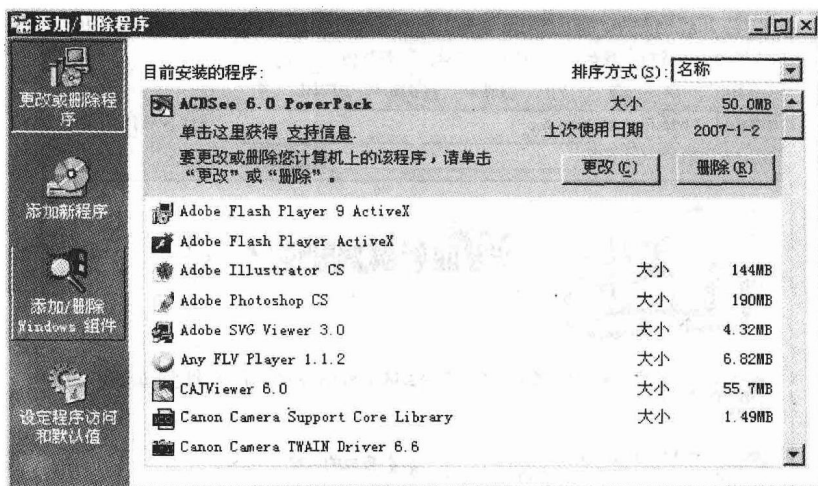 添加/删除程序
更改或删除程序
添加新程序
添加/删除
Windows 组件
设定程序访问
和默认值
目前安装的程序:
排序方式(S): 名称
ACDSee 6.0 PowerPack 大小 50.0MB
单击这里获得 支持信息. 上次使用日期 2007-1-2
要更改或删除您计算机上的该程序，请单击
“更改”或“删除”。
更改(C) 删除(R)
Adobe Flash Player 9 ActiveX
Adobe Flash Player ActiveX
Adobe Illustrator CS 大小 144MB
Adobe Photoshop CS 大小 190MB
Adobe SVG Viewer 3.0 大小 4.32MB
Any FLV Player 1.1.2 大小 6.82MB
CAJViewer 6.0 大小 55.7MB
Canon Camera Support Core Library 大小 1.49MB
Canon Camera TWAIN Driver 6.6